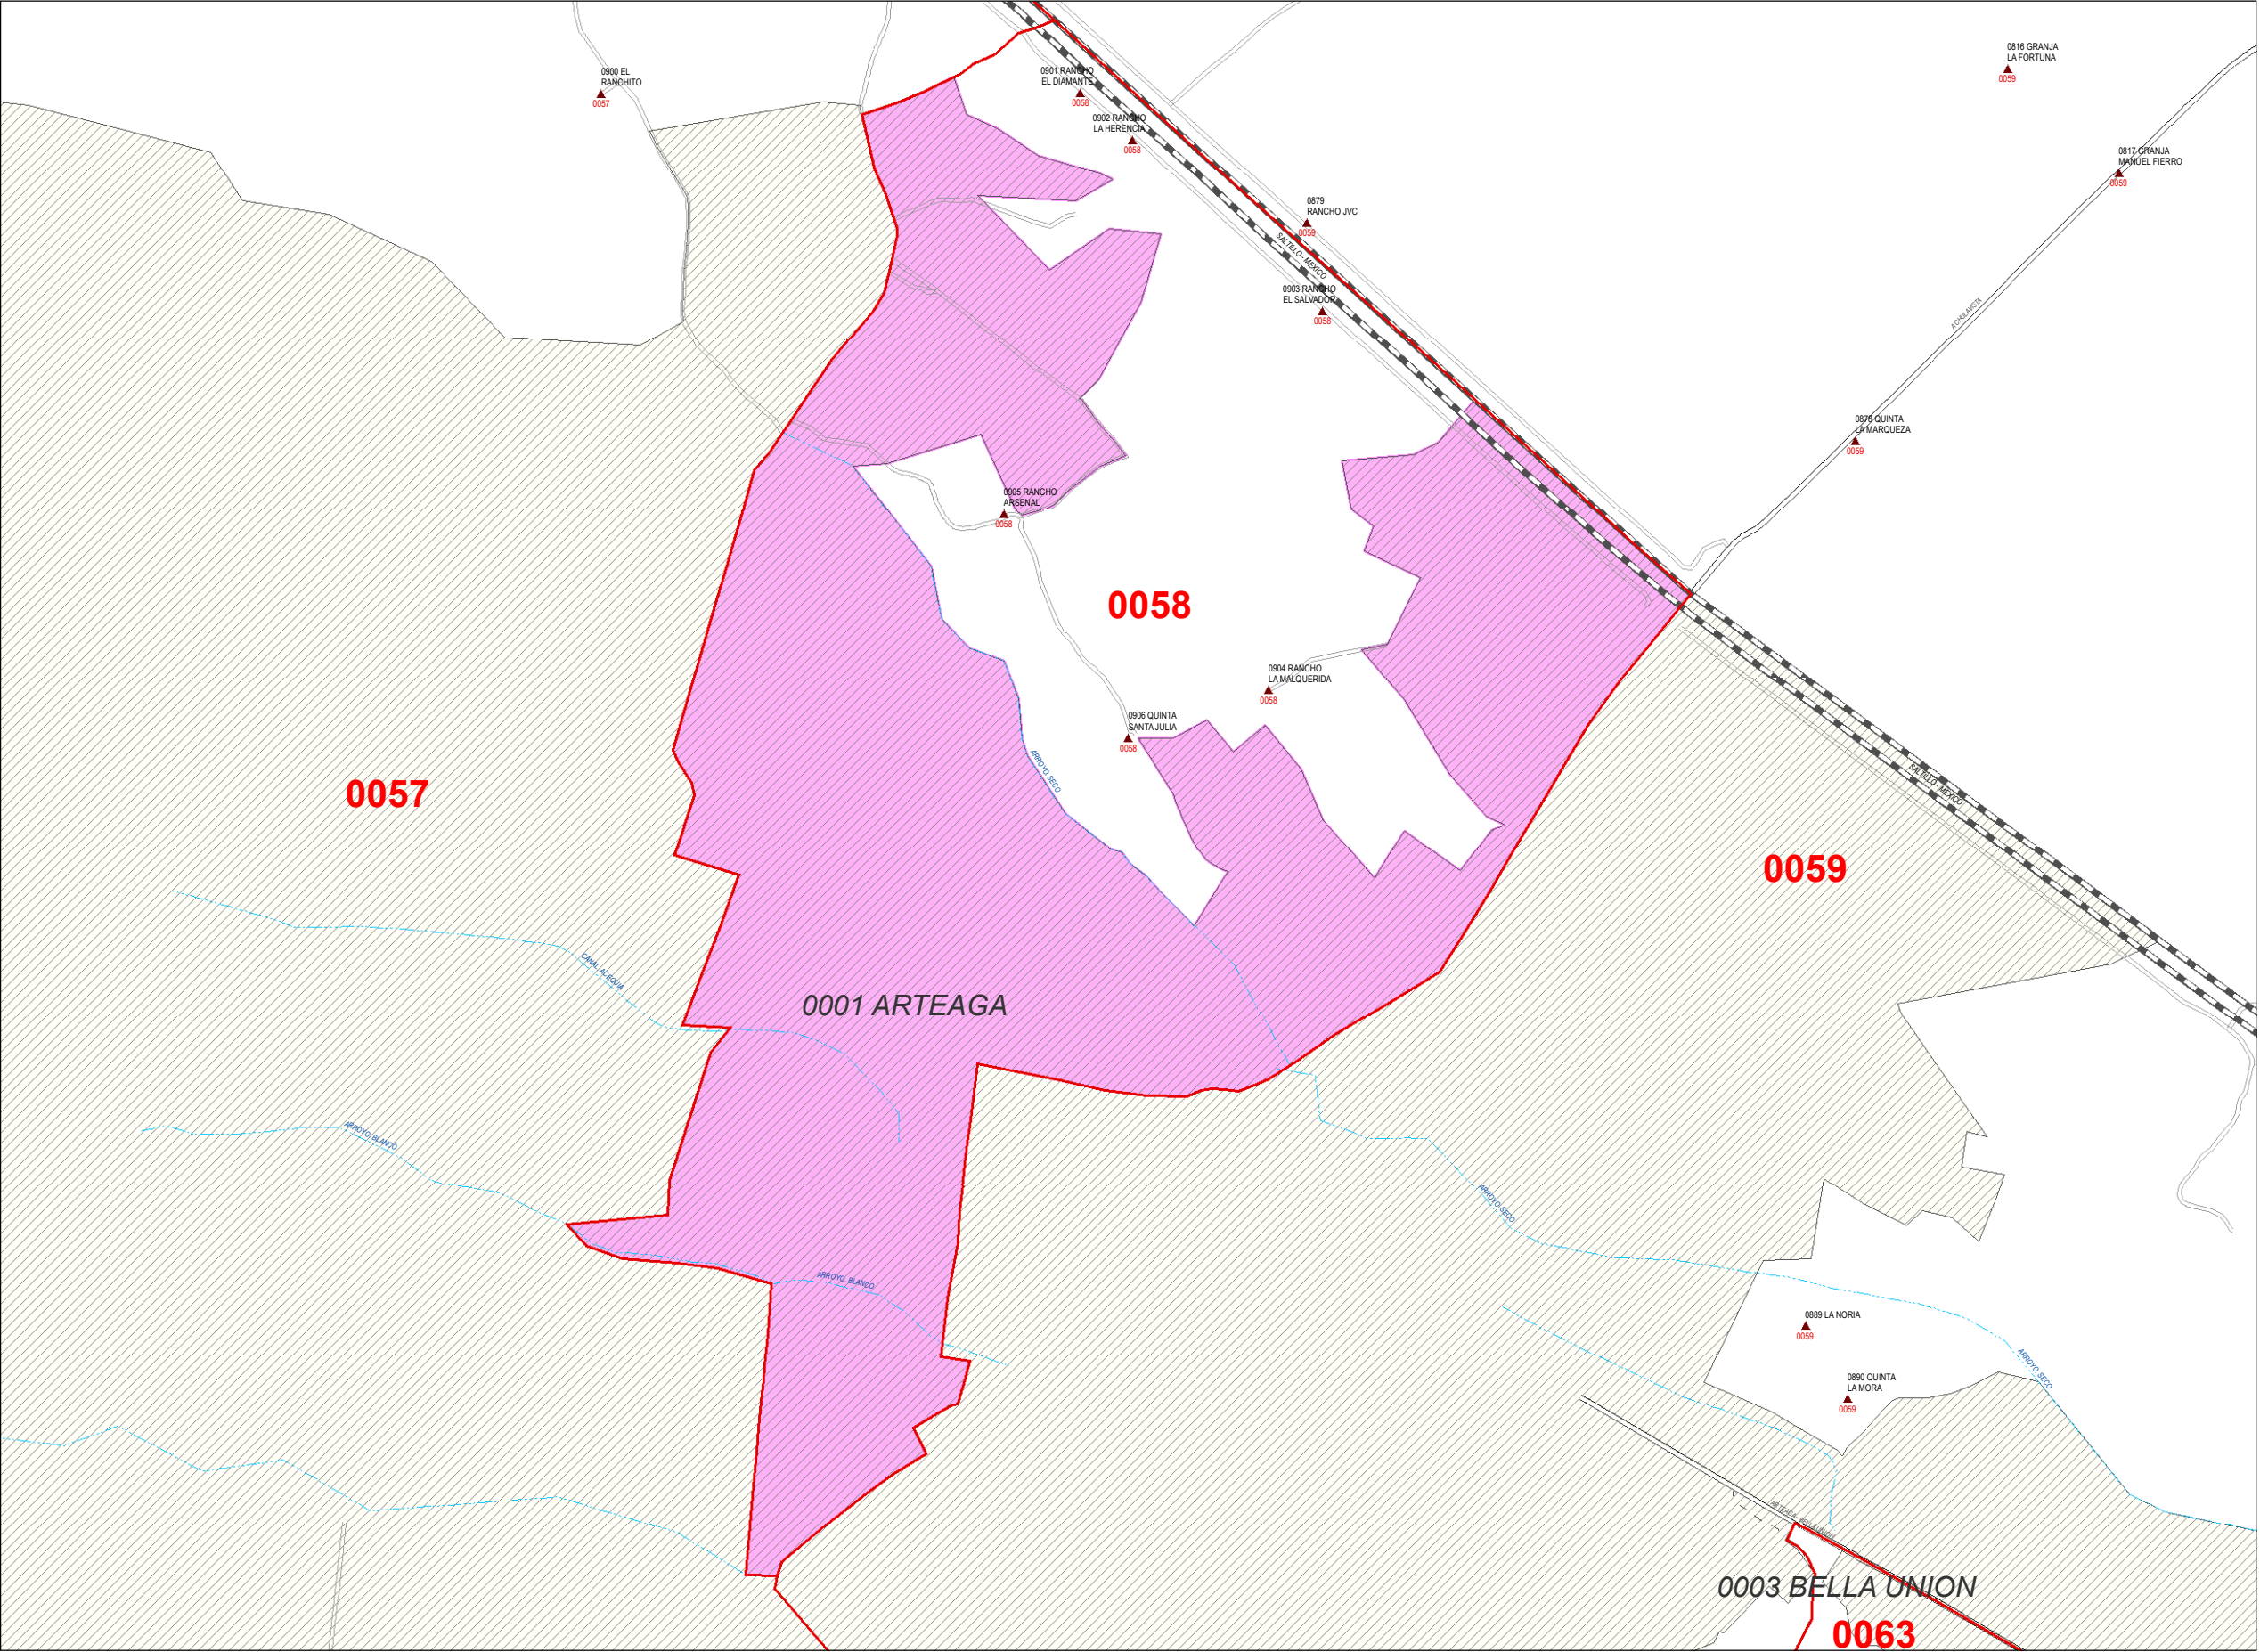 0816 GRANJA
LA FORTUNA
0059
0900 EL
RANCHITO
0057
0901 RANCHO
EL DIAMANTE
0058
0902 RANCHO
LA HERENCIA
0058
0817 GRANJA
MANUEL FIERRO
0059
0879
RANCHO JVC
0059
SALTILLO - MEXICO
0903 RANCHO
EL SALVADOR
0058
A CHULAVISTA
0878 QUINTA
LA MARQUEZA
0059
0905 RANCHO
ARSENAL
0058
0058
0904 RANCHO
LA MALQUERIDA
0058
0906 QUINTA
SANTA JULIA
0058
ARROYO SECO
0057
SALTILLO - MEXICO
0059
CANAL ACEQUIA
0001 ARTEAGA
ARROYO BLANCO
ARROYO SECO
ARROYO BLANCO
0889 LA NORIA
0059
ARROYO SECO
0890 QUINTA
LA MORA
0059
ARTEAGA - BELLA UNION
0003 BELLA UNION
0063